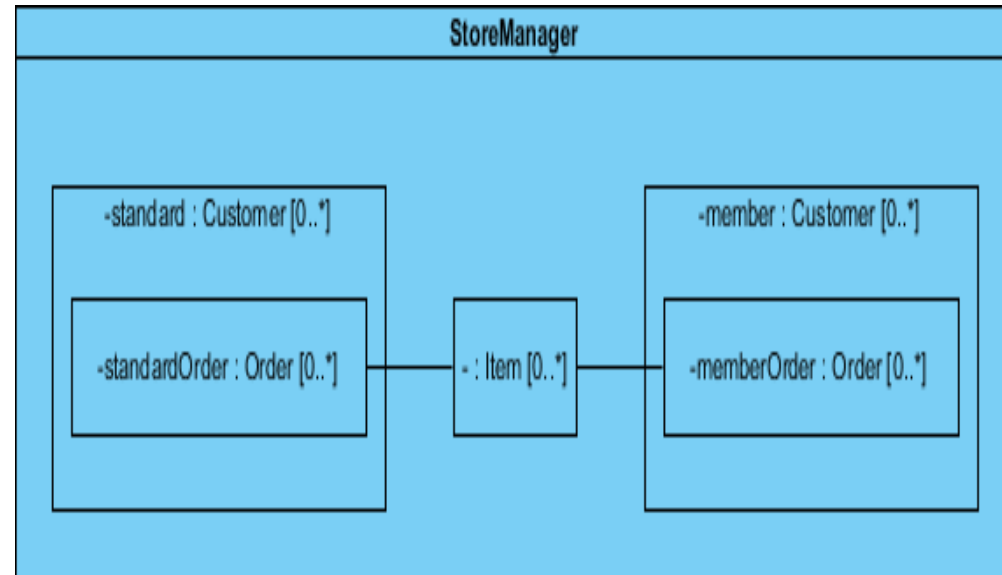 StoreManager
-standard : Customer [0..*]
-member : Customer [0..*]
-standardOrder : Order [0..*]
- : Item [0..*]
-memberOrder : Order [0..*]